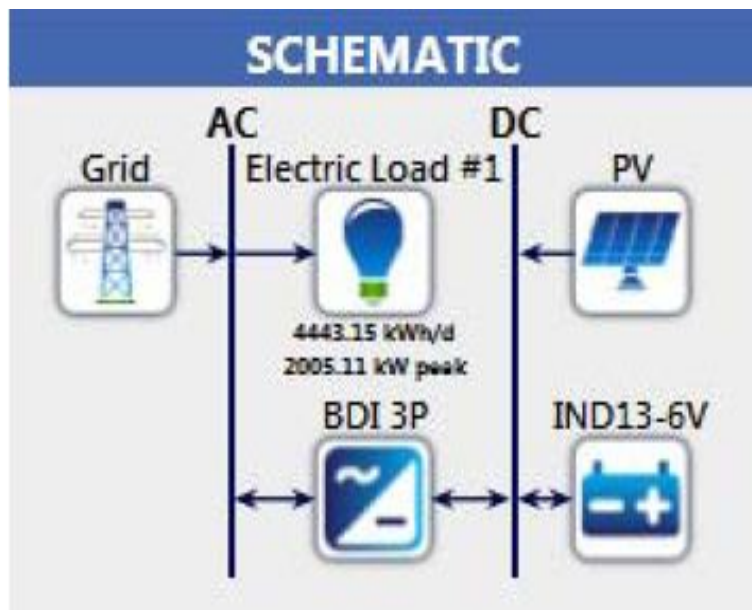 SCHEMATIC
AC DC
Grid Electric Load #1 PV
4443.15 kWh/d
2005.11 kW peak
BDI 3P IND13-6V